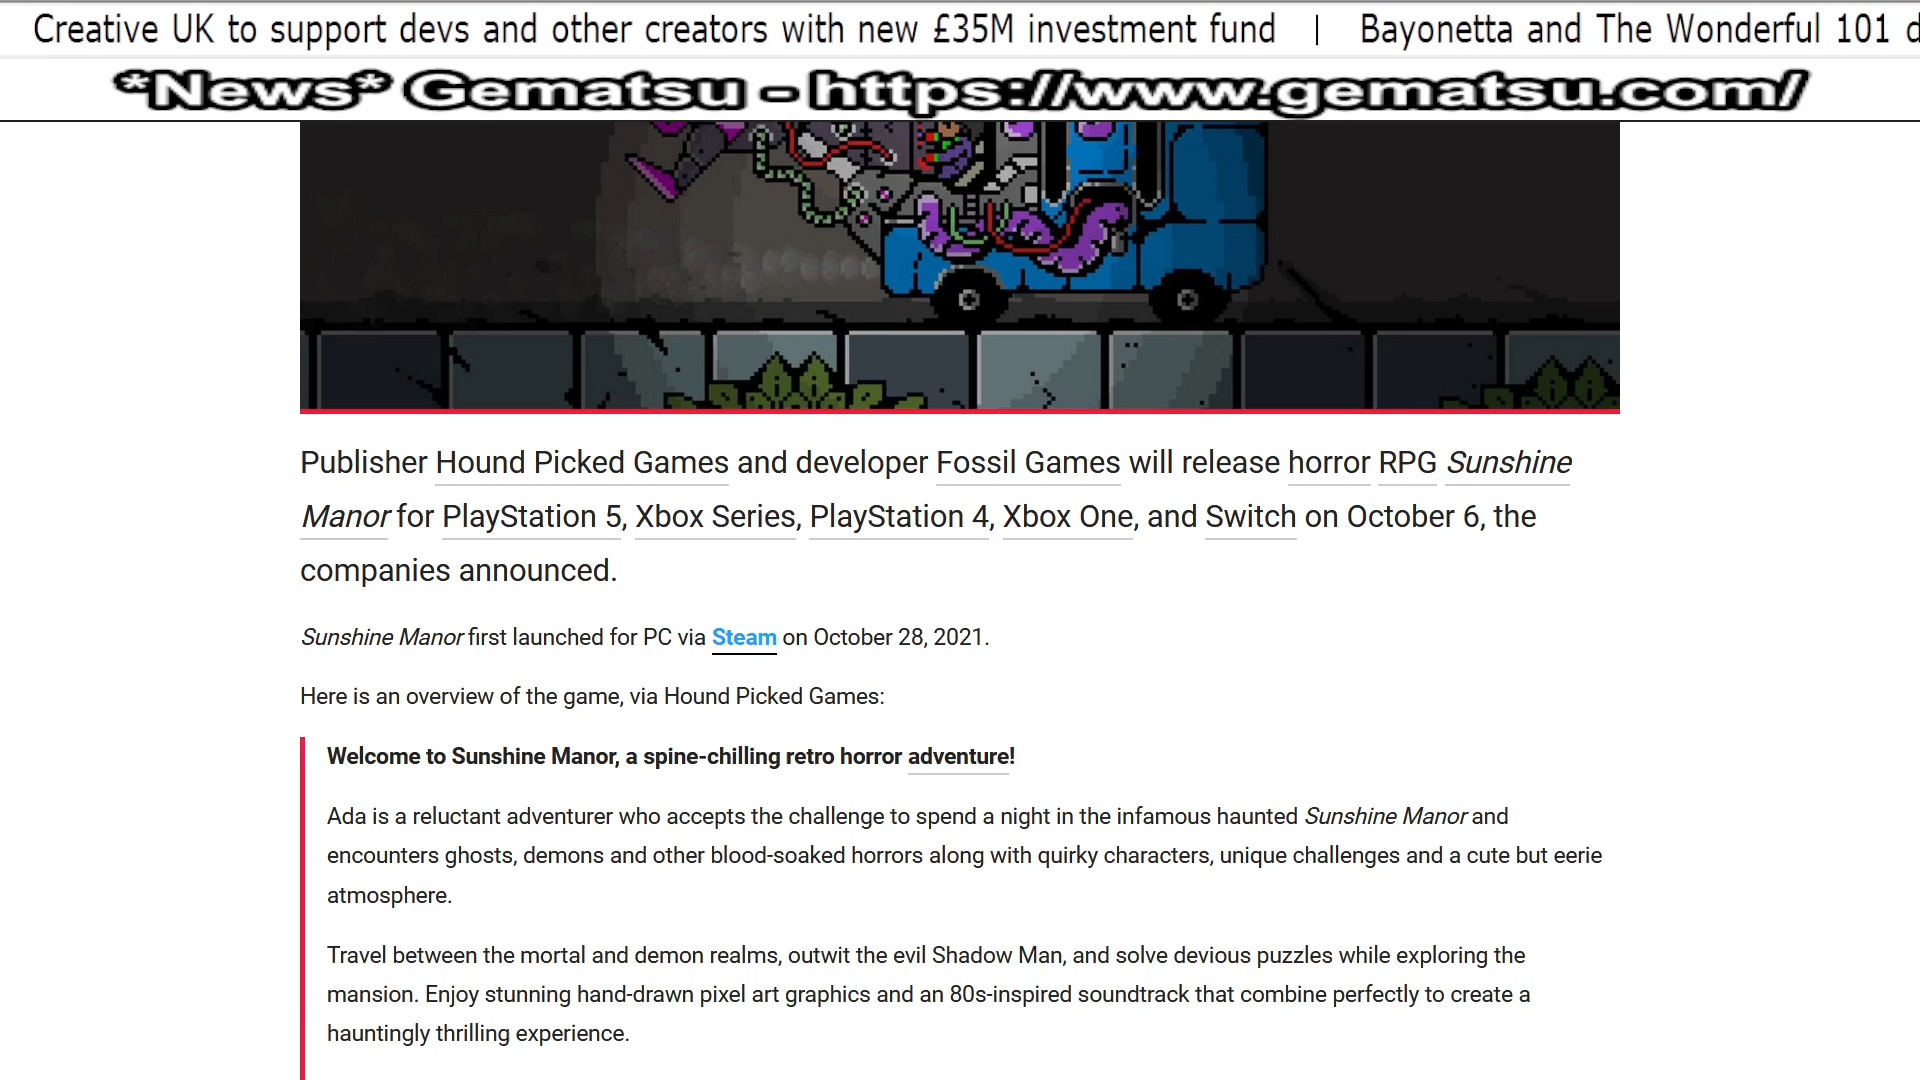 Creative UK to support devs and other creators with new £35M investment fund | Bayonetta and The Wonderful 101 d
*News* Gematsu - https://www.gematsu.com/
Publisher Hound Picked Games and developer Fossil Games will release horror RPG Sunshine
Manor for PlayStation 5, Xbox Series, PlayStation 4, Xbox One, and Switch on October 6, the
companies announced.
Sunshine Manor first launched for PC via Steam on October 28, 2021.
Here is an overview of the game, via Hound Picked Games:
Welcome to Sunshine Manor, a spine-chilling retro horror adventure!
Ada is a reluctant adventurer who accepts the challenge to spend a night in the infamous haunted Sunshine Manor and
encounters ghosts, demons and other blood-soaked horrors along with quirky characters, unique challenges and a cute but eerie
atmosphere.
Travel between the mortal and demon realms, outwit the evil Shadow Man, and solve devious puzzles while exploring the
mansion. Enjoy stunning hand-drawn pixel art graphics and an 80s-inspired soundtrack that combine perfectly to create a
hauntingly thrilling experience.